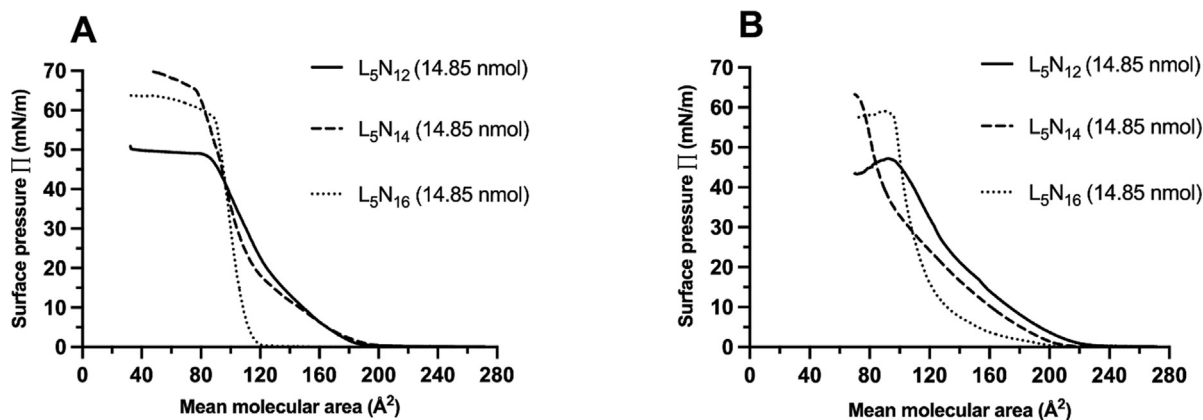 A
L₅N₁₂ (14.85 nmol)
L₅N₁₄ (14.85 nmol)
L₅N₁₆ (14.85 nmol)
Surface pressure ∏ (mN/m)
70
60
50
40
30
20
10
0
0 40 80 120 160 200 240 280
Mean molecular area (Å²)
B
L₅N₁₂ (14.85 nmol)
L₅N₁₄ (14.85 nmol)
L₅N₁₆ (14.85 nmol)
Surface pressure ∏ (mN/m)
70
60
50
40
30
20
10
0
0 40 80 120 160 200 240 280
Mean molecular area (Å²)